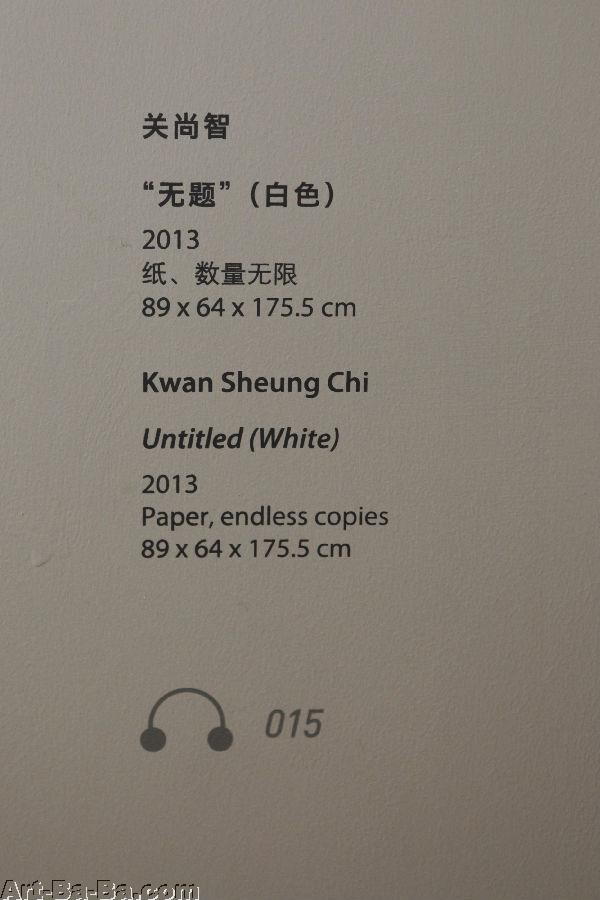 关尚智
“无题”（白色）
2013
纸、数量无限
89 x 64 x 175.5 cm
Kwan Sheung Chi
Untitled (White)
2013
Paper, endless copies
89 x 64 x 175.5 cm
015
Art-Ba-Ba.com